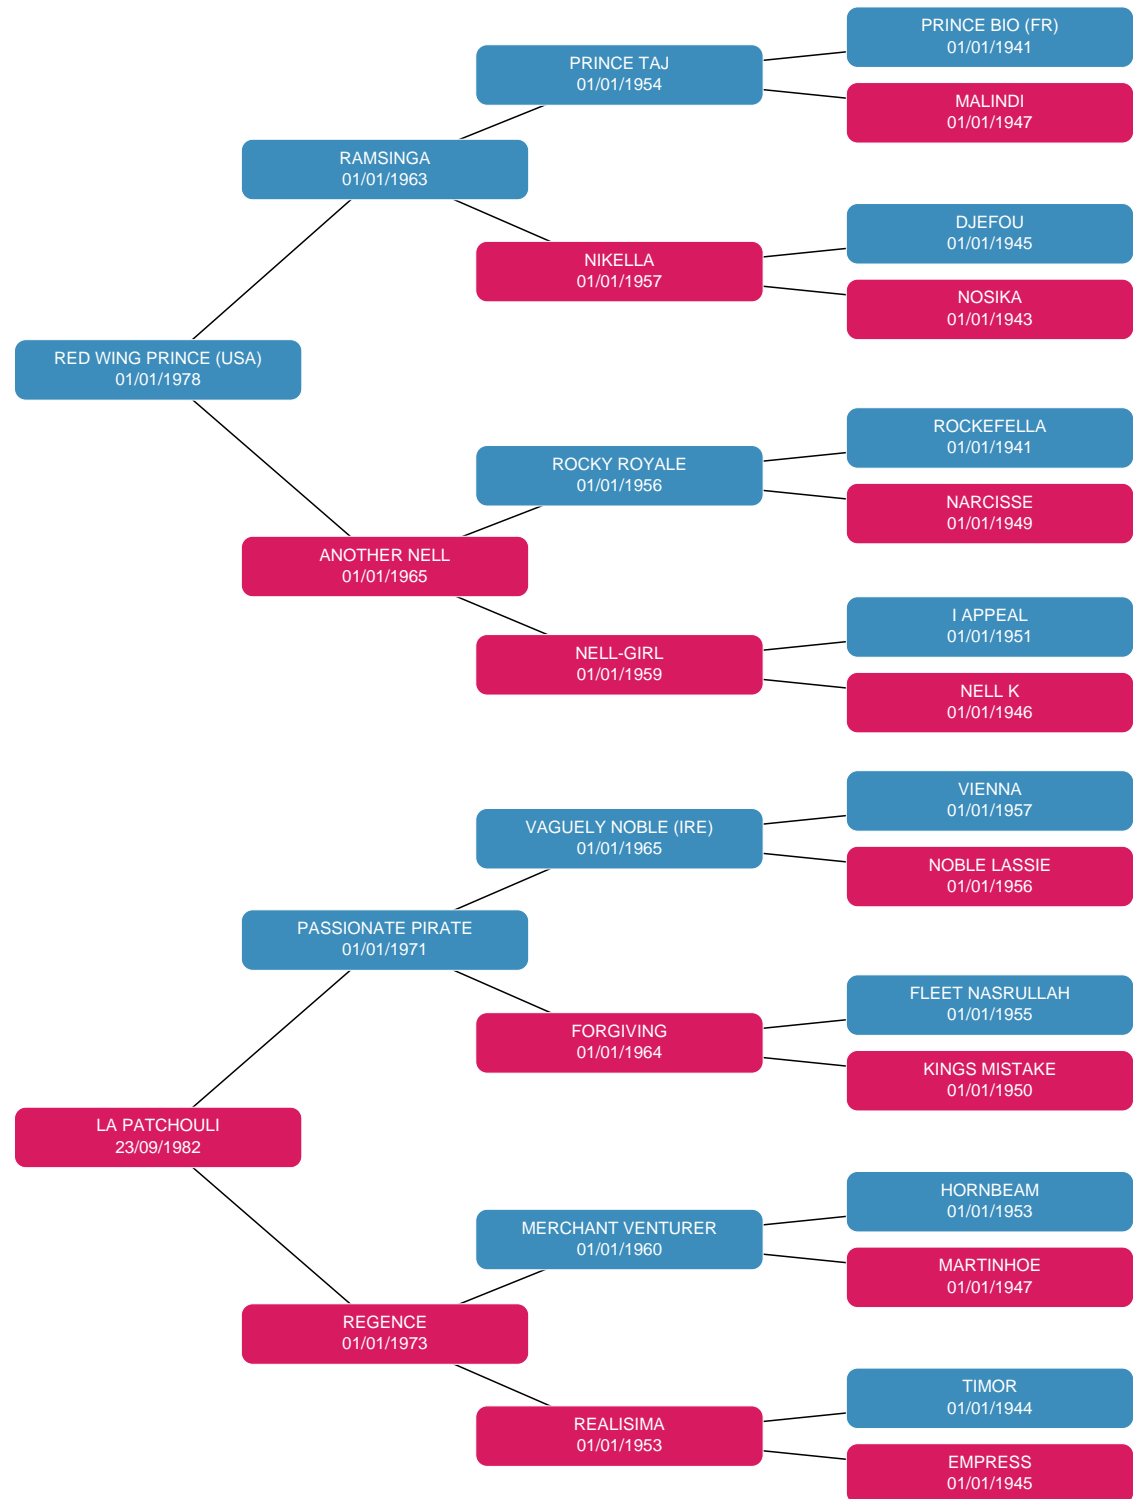 PRINCE BIO (FR)
01/01/1941
PRINCE TAJ
01/01/1954
MALINDI
01/01/1947
RAMSINGA
01/01/1963
DJEFOU
01/01/1945
NIKELLA
01/01/1957
NOSIKA
01/01/1943
RED WING PRINCE (USA)
01/01/1978
ROCKEFELLA
01/01/1941
ROCKY ROYALE
01/01/1956
NARCISSE
01/01/1949
ANOTHER NELL
01/01/1965
I APPEAL
01/01/1951
NELL-GIRL
01/01/1959
NELL K
01/01/1946
VIENNA
01/01/1957
VAGUELY NOBLE (IRE)
01/01/1965
NOBLE LASSIE
01/01/1956
PASSIONATE PIRATE
01/01/1971
FLEET NASRULLAH
01/01/1955
FORGIVING
01/01/1964
KINGS MISTAKE
01/01/1950
LA PATCHOULI
23/09/1982
HORNBEAM
01/01/1953
MERCHANT VENTURER
01/01/1960
MARTINHOE
01/01/1947
REGENCE
01/01/1973
TIMOR
01/01/1944
REALISIMA
01/01/1953
EMPRESS
01/01/1945